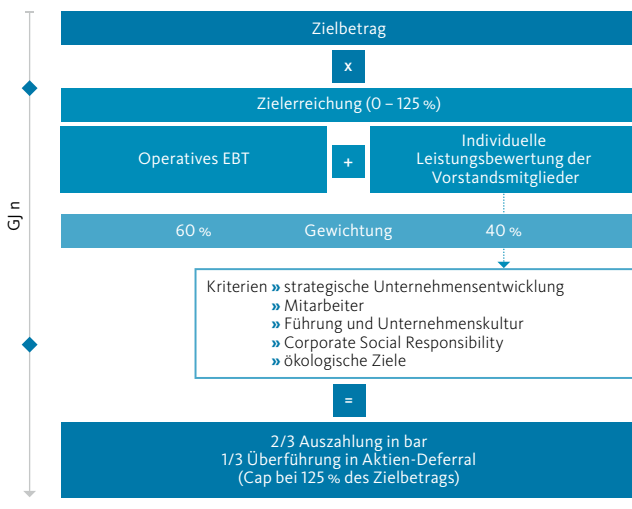 Zielbetrag
x
Zielerreichung (0 – 125 %)
Operatives EBT
+
Individuelle
Leistungsbewertung der
Vorstandsmitglieder
GJ n
60 % Gewichtung 40 %
Kriterien » strategische Unternehmensentwicklung
» Mitarbeiter
» Führung und Unternehmenskultur
» Corporate Social Responsibility
» ökologische Ziele
=
2/3 Auszahlung in bar
1/3 Überführung in Aktien-Deferral
(Cap bei 125 % des Zielbetrags)